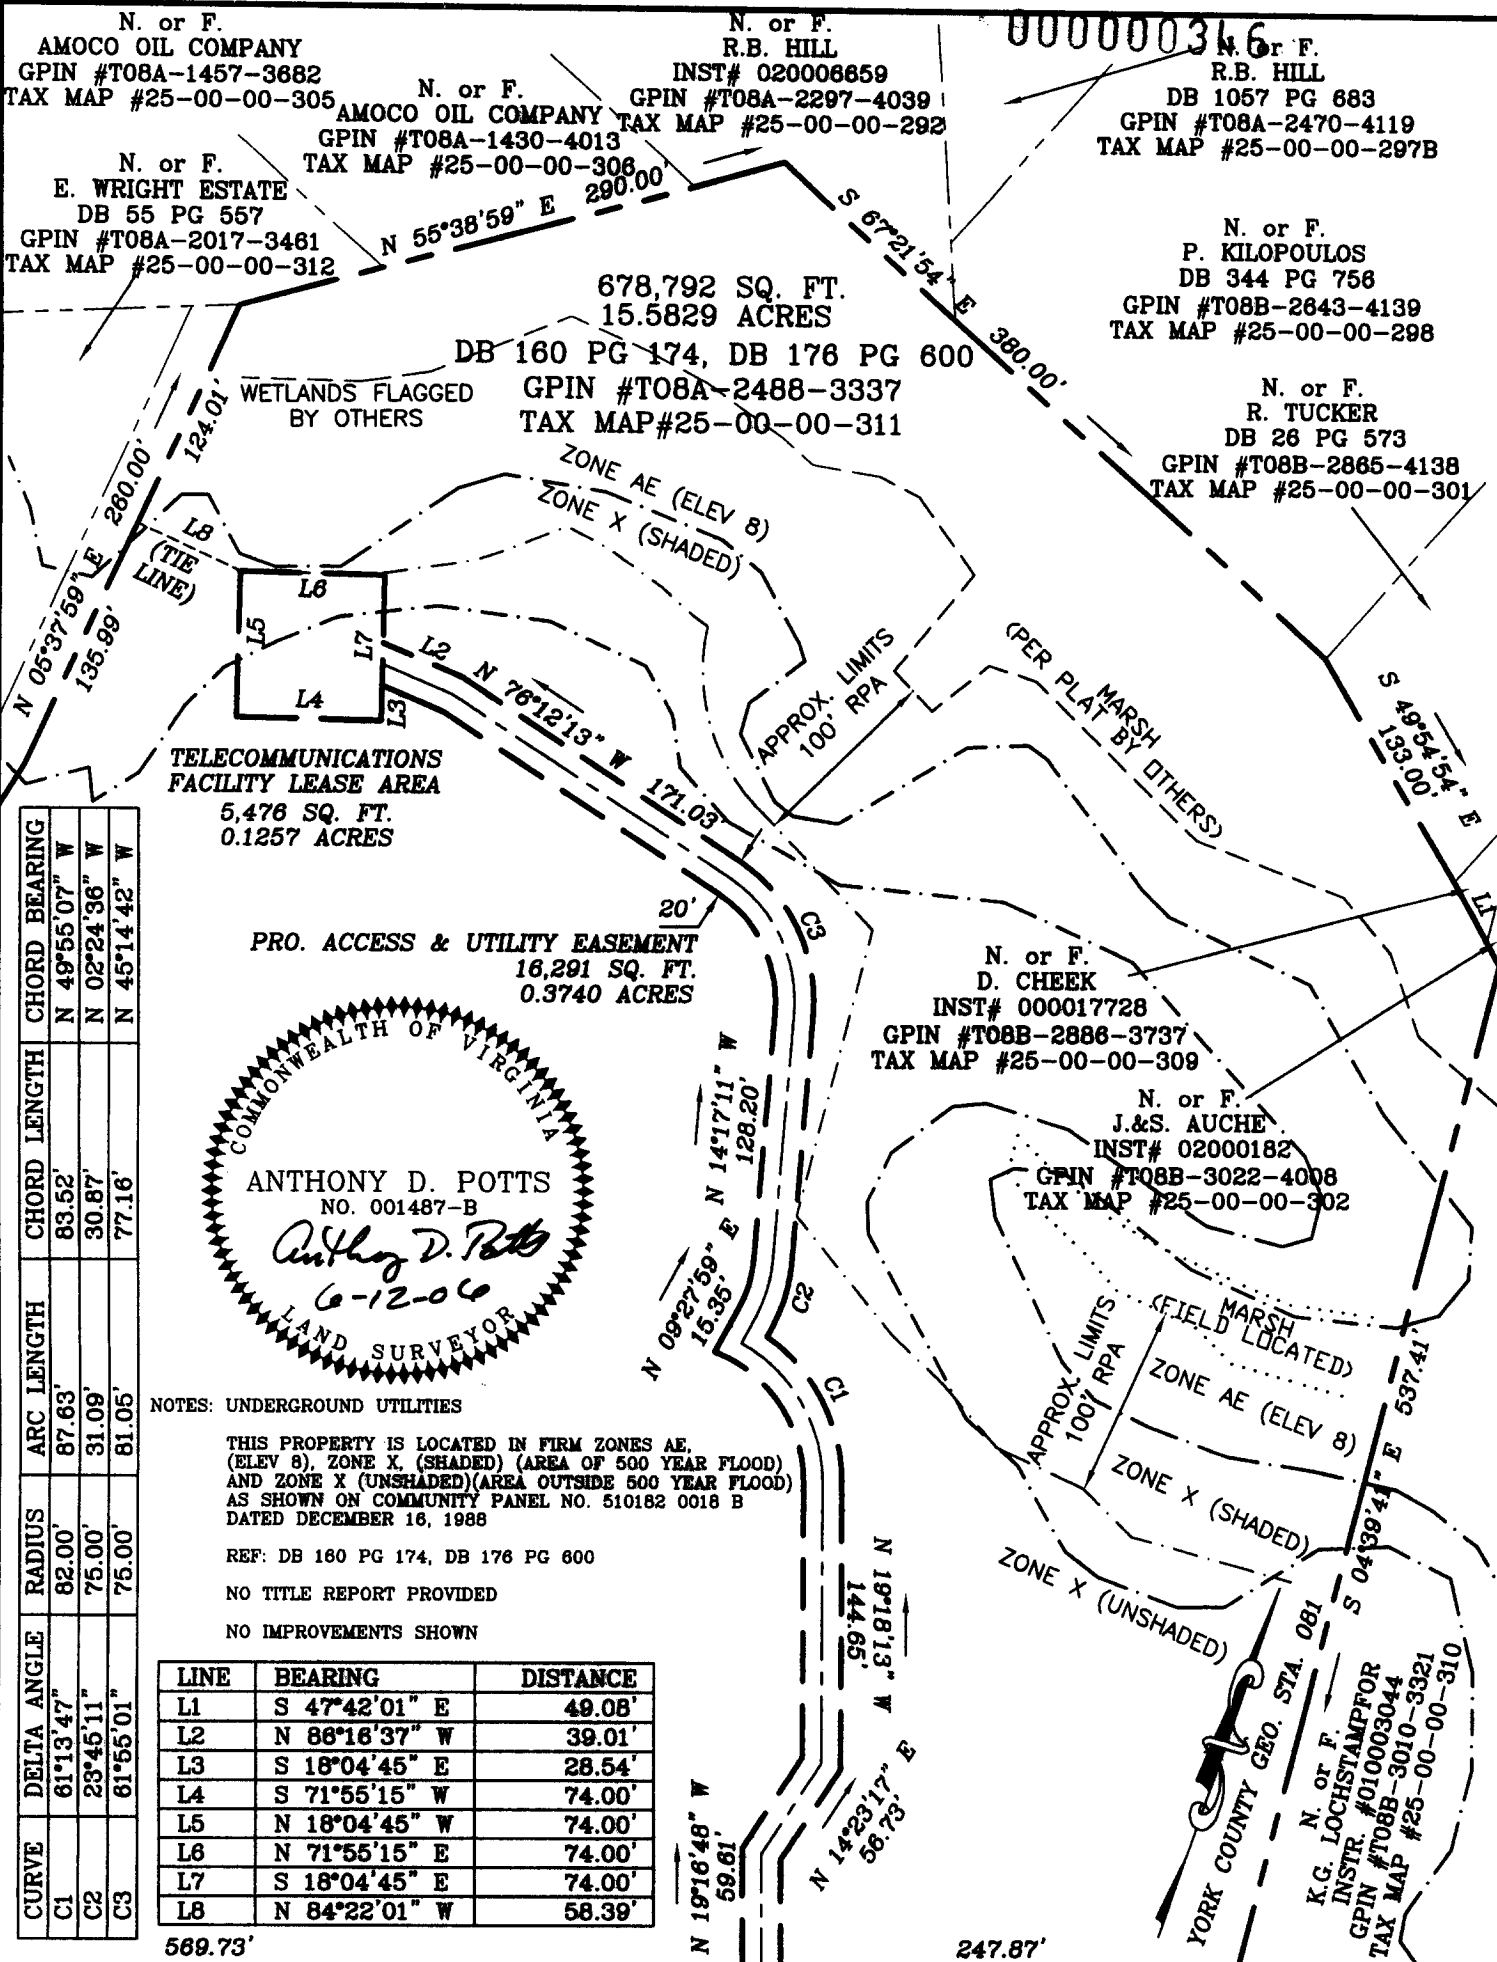 000000346
N. or F.
AMOCO OIL COMPANY
GPIN #T08A-1457-3682
TAX MAP #25-00-00-305
N. or F.
AMOCO OIL COMPANY
GPIN #T08A-1430-4013
TAX MAP #25-00-00-306
N. or F.
R.B. HILL
INST# 020006659
GPIN #T08A-2297-4039
TAX MAP #25-00-00-292
N. or F.
R.B. HILL
DB 1057 PG 683
GPIN #T08A-2470-4119
TAX MAP #25-00-00-297B
N. or F.
E. WRIGHT ESTATE
DB 55 PG 557
GPIN #T08A-2017-3461
TAX MAP #25-00-00-312
N 55°38'59" E 290.00'
S 67°21'54" E 380.00'
N. or F.
P. KILOPOULOS
DB 344 PG 756
GPIN #T08B-2643-4139
TAX MAP #25-00-00-298
678,792 SQ. FT.
15.5829 ACRES
DB 160 PG 174, DB 176 PG 600
GPIN #T08A-2488-3337
TAX MAP#25-00-00-311
WETLANDS FLAGGED
BY OTHERS
N. or F.
R. TUCKER
DB 26 PG 573
GPIN #T08B-2865-4138
TAX MAP #25-00-00-301
124.01'
N 05°37'59" E 260.00'
135.99'
ZONE AE (ELEV 8)
ZONE X (SHADED)
L8
(TIE
LINE)
L6
L5
L7
L4
L3
L2
N 76°12'13" W 171.03'
APPROX. LIMITS
100' RPA
MARSH
(PER PLAT BY OTHERS)
S 49°54'54" E
133.00'
L1
TELECOMMUNICATIONS
FACILITY LEASE AREA
5,476 SQ. FT.
0.1257 ACRES
20'
PRO. ACCESS & UTILITY EASEMENT
16,291 SQ. FT.
0.3740 ACRES
C3
N. or F.
D. CHEEK
INST# 000017728
GPIN #T08B-2886-3737
TAX MAP #25-00-00-309
N. or F.
J.&S. AUCHE
INST# 02000182
GPIN #T08B-3022-4008
TAX MAP #25-00-00-302
COMMONWEALTH OF VIRGINIA
ANTHONY D. POTTS
NO. 001487-B
Anthony D. Potts
6-12-06
LAND SURVEYOR
N 14°17'11" W
128.20'
N 09°27'59" E
15.35'
C2
C1
APPROX. LIMITS
100' RPA
MARSH
(FIELD LOCATED)
ZONE AE (ELEV 8)
ZONE X (SHADED)
ZONE X (UNSHADED)
S 04°39'41" E 537.41'
NOTES: UNDERGROUND UTILITIES
THIS PROPERTY IS LOCATED IN FIRM ZONES AE,
(ELEV 8), ZONE X, (SHADED) (AREA OF 500 YEAR FLOOD)
AND ZONE X (UNSHADED)(AREA OUTSIDE 500 YEAR FLOOD)
AS SHOWN ON COMMUNITY PANEL NO. 510182 0018 B
DATED DECEMBER 16, 1988
REF: DB 160 PG 174, DB 176 PG 600
NO TITLE REPORT PROVIDED
NO IMPROVEMENTS SHOWN
N 19°18'13" W
144.65'
N 14°23'17" E
56.73'
N 19°16'48" W
59.61'
YORK COUNTY GEO. STA. 081
N. or F.
K.G. LOCHSTAMPFOR
INSTR. #010003044
GPIN #T08B-3010-3321
TAX MAP #25-00-00-310
CURVE DELTA ANGLE RADIUS ARC LENGTH CHORD LENGTH CHORD BEARING
C1 61°13'47" 82.00' 87.63' 83.52' N 49°55'07" W
C2 23°45'11" 75.00' 31.09' 30.87' N 02°24'36" W
C3 61°55'01" 75.00' 81.05' 77.16' N 45°14'42" W
LINE BEARING DISTANCE
L1 S 47°42'01" E 49.08'
L2 N 86°16'37" W 39.01'
L3 S 18°04'45" E 28.54'
L4 S 71°55'15" W 74.00'
L5 N 18°04'45" W 74.00'
L6 N 71°55'15" E 74.00'
L7 S 18°04'45" E 74.00'
L8 N 84°22'01" W 58.39'
569.73'
247.87'